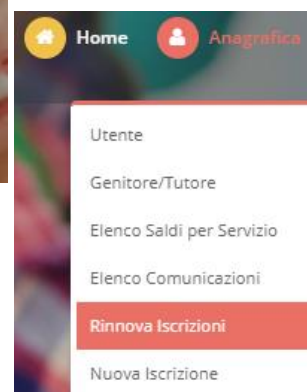 Home Anagrafica
Utente
Genitore/Tutore
Elenco Saldi per Servizio
Elenco Comunicazioni
Rinnova Iscrizioni
Nuova Iscrizione